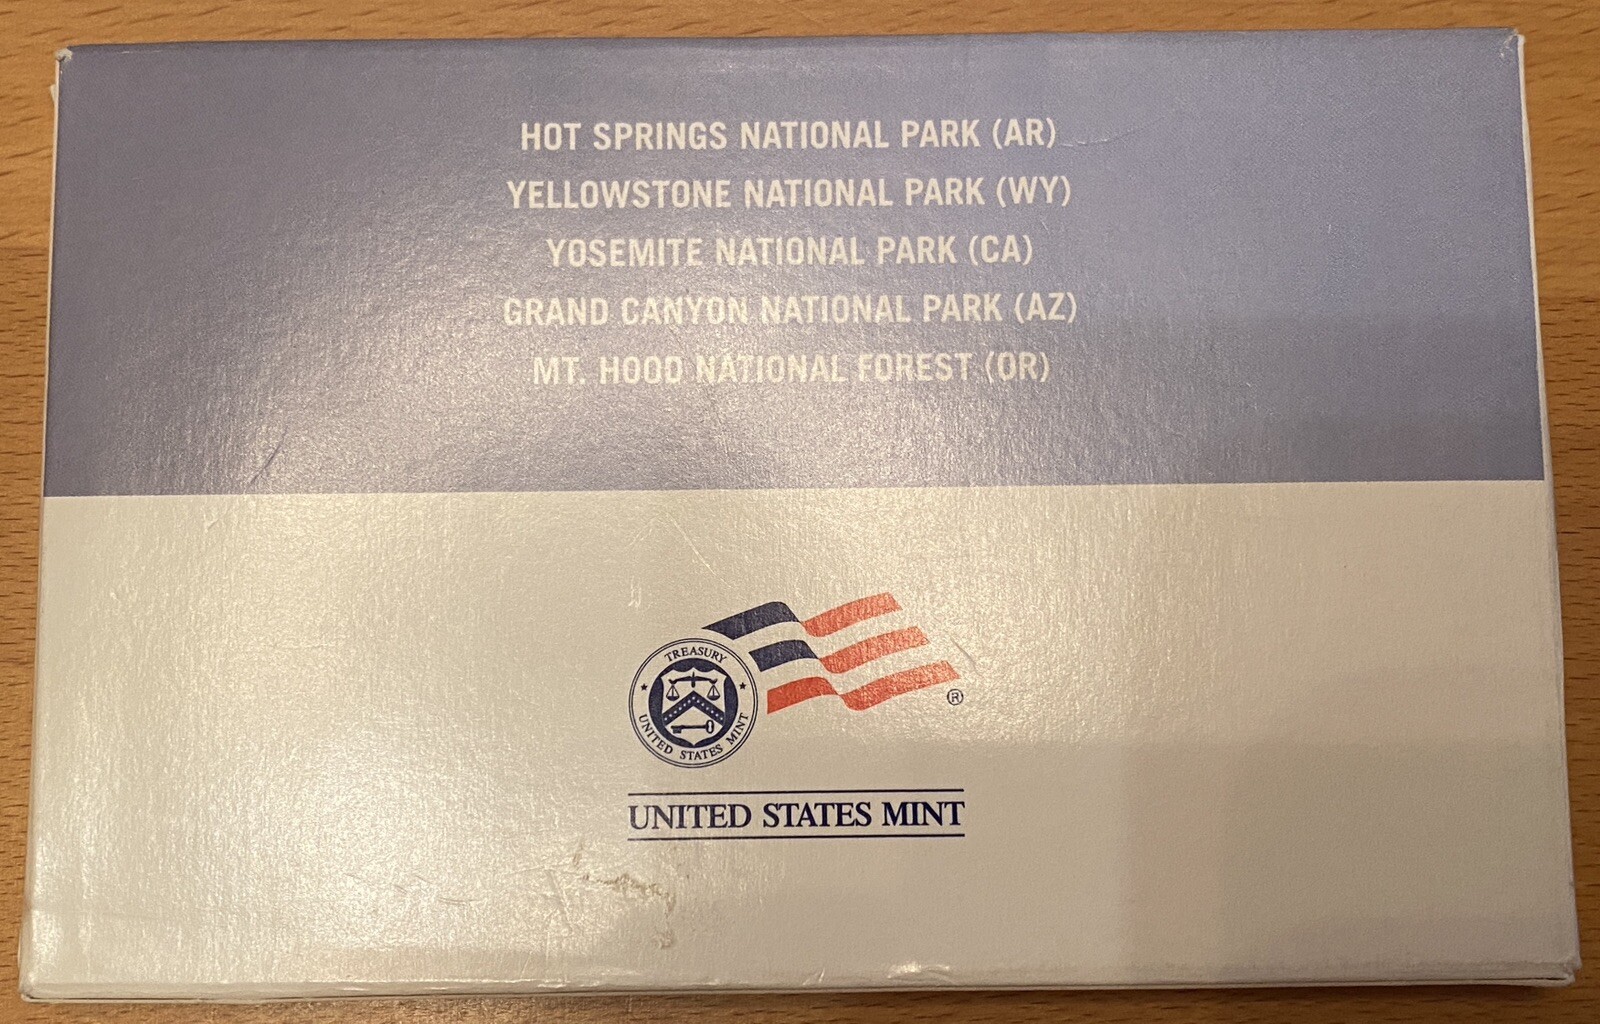 HOT SPRINGS NATIONAL PARK (AR)
YELLOWSTONE NATIONAL PARK (WY)
YOSEMITE NATIONAL PARK (CA)
GRAND CANYON NATIONAL PARK (AZ)
MT. HOOD NATIONAL FOREST (OR)
TREASURY
UNITED STATES MINT
®
UNITED STATES MINT